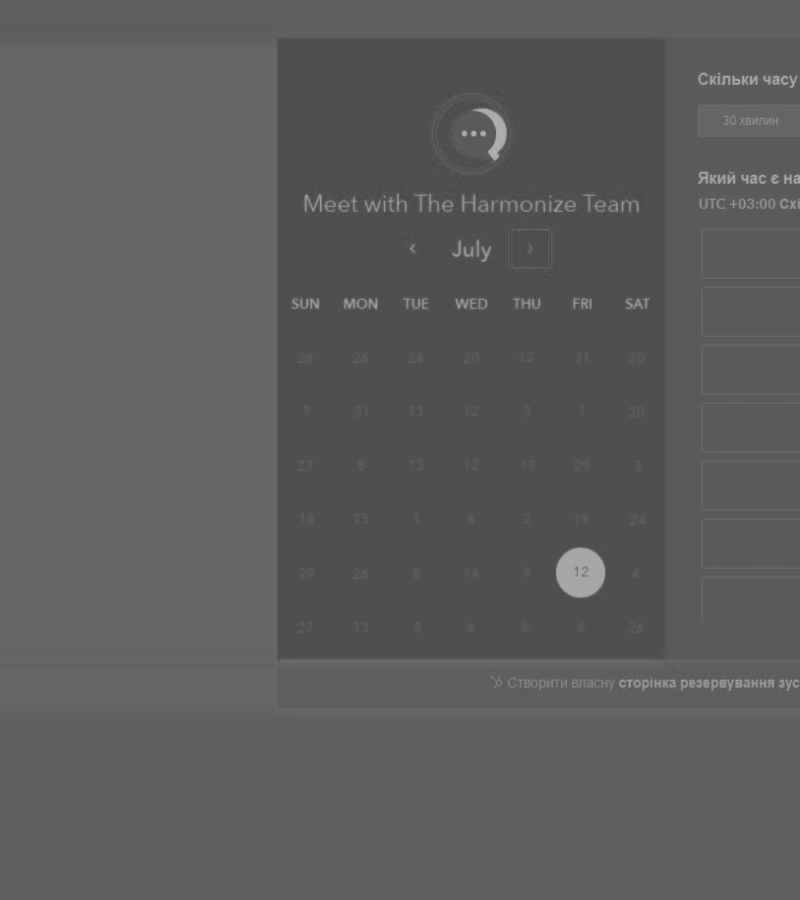 Meet with The Harmonize Team
‹ July ›
SUN MON TUE WED THU FRI SAT
26 26 26 20 12 31 20
9 31 13 12 3 1 20
27 8 13 12 17 29 3
16 13 1 6 2 19 24
29 26 8 14 9 12 4
27 13 3 4 5 4 26
Скільки часу
30 хвилин
Який час є на
UTC +03:00 Схі
Створити власну сторінка резервування зус